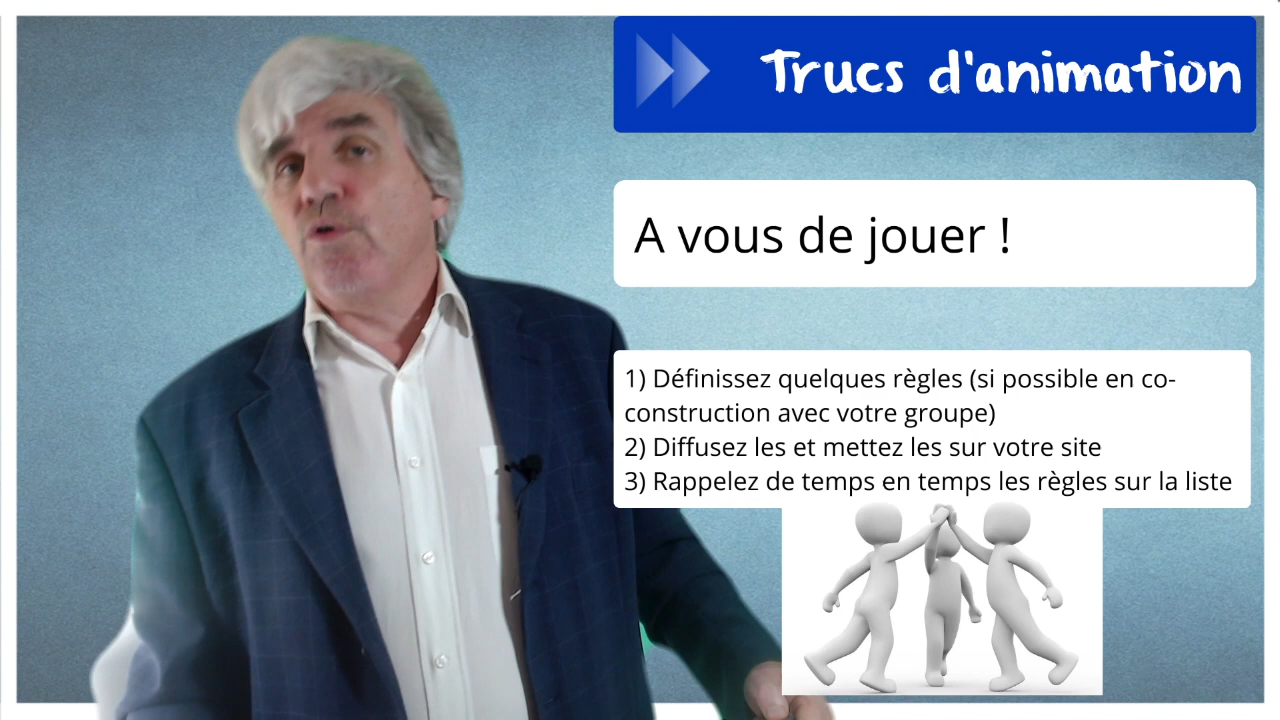 Trucs d'animation
A vous de jouer !
1) Définissez quelques règles (si possible en co-
construction avec votre groupe)
2) Diffusez les et mettez les sur votre site
3) Rappelez de temps en temps les règles sur la liste